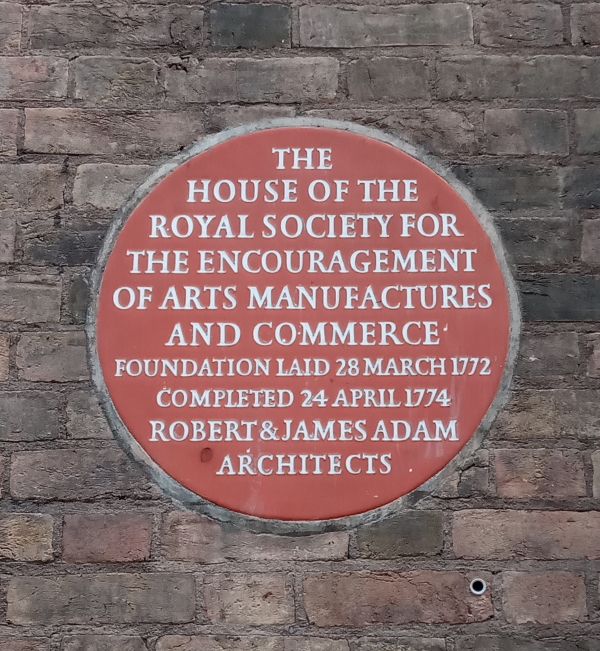 THE
HOUSE OF THE
ROYAL SOCIETY FOR
THE ENCOURAGEMENT
OF ARTS MANUFACTURES
AND COMMERCE
FOUNDATION LAID 28 MARCH 1772
COMPLETED 24 APRIL 1774
ROBERT & JAMES ADAM
ARCHITECTS